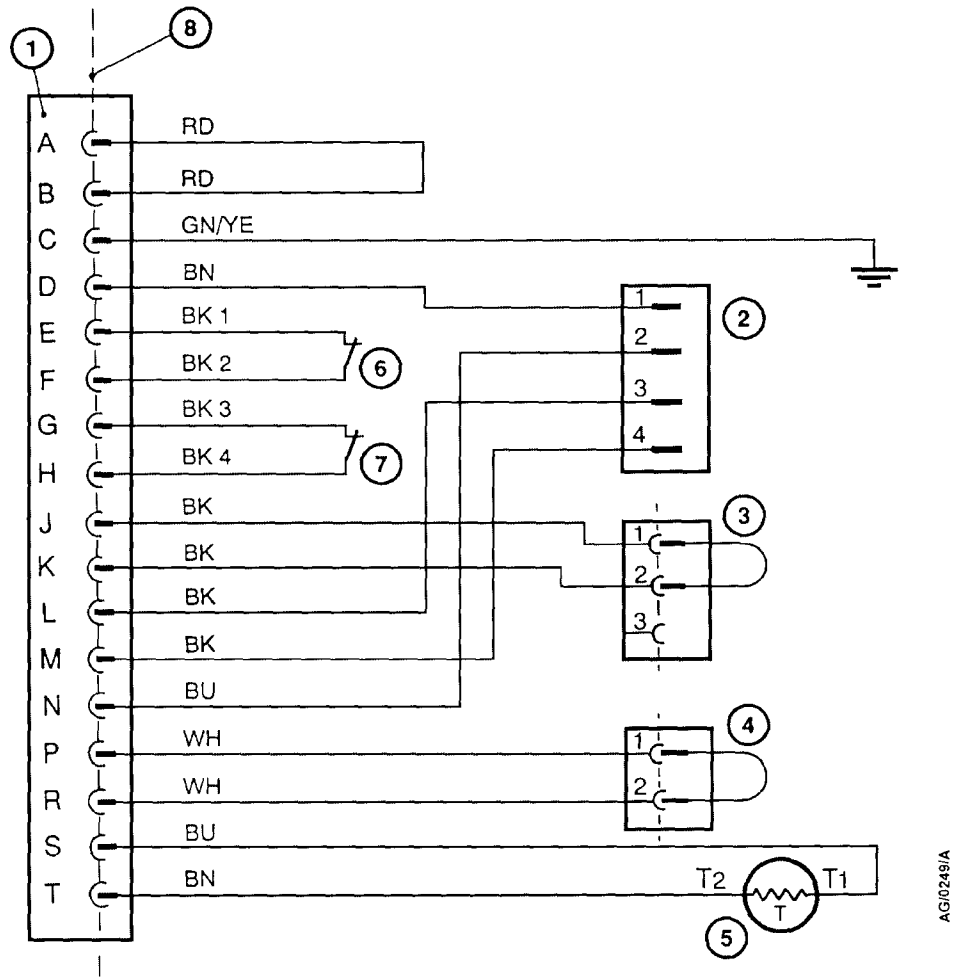 8
1
A RD
B RD
C GN/YE
D BN
1
2
E BK 1
2
F BK 2
6
G BK 3
3
4
H BK 4
7
J BK
3
1
K BK
2
L BK
3
M BK
N BU
4
P WH
1
R WH
2
S BU
T BN
T2 T1
T
5
AG/0249/A